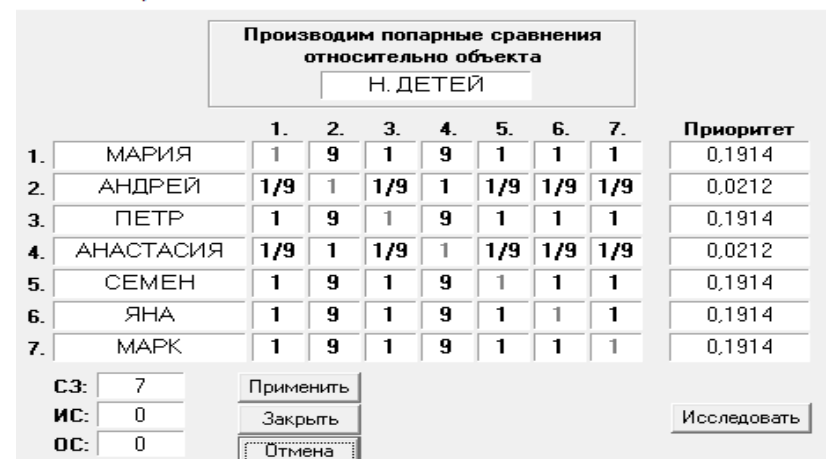 Производим попарные сравнения
относительно объекта
Н. ДЕТЕЙ
1. 2. 3. 4. 5. 6. 7. Приоритет
1. МАРИЯ 1 9 1 9 1 1 1 0,1914
2. АНДРЕЙ 1/9 1 1/9 1 1/9 1/9 1/9 0,0212
3. ПЕТР 1 9 1 9 1 1 1 0,1914
4. АНАСТАСИЯ 1/9 1 1/9 1 1/9 1/9 1/9 0,0212
5. СЕМЕН 1 9 1 9 1 1 1 0,1914
6. ЯНА 1 9 1 9 1 1 1 0,1914
7. МАРК 1 9 1 9 1 1 1 0,1914
СЗ: 7 Применить
ИС: 0 Закрыть Исследовать
ОС: 0 Отмена